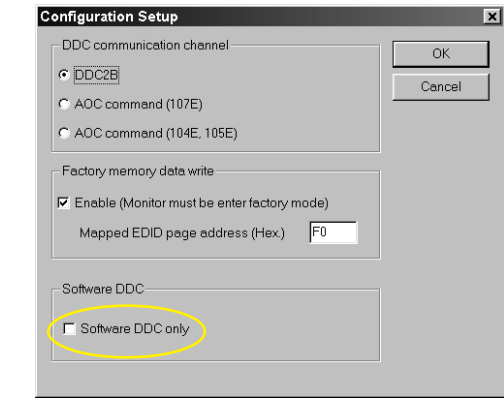 Configuration Setup
DDC communication channel
DDC2B
AOC command (107E)
AOC command (104E, 105E)
OK
Cancel
Factory memory data write
Enable (Monitor must be enter factory mode)
Mapped EDID page address (Hex.)  F0
Software DDC
Software DDC only